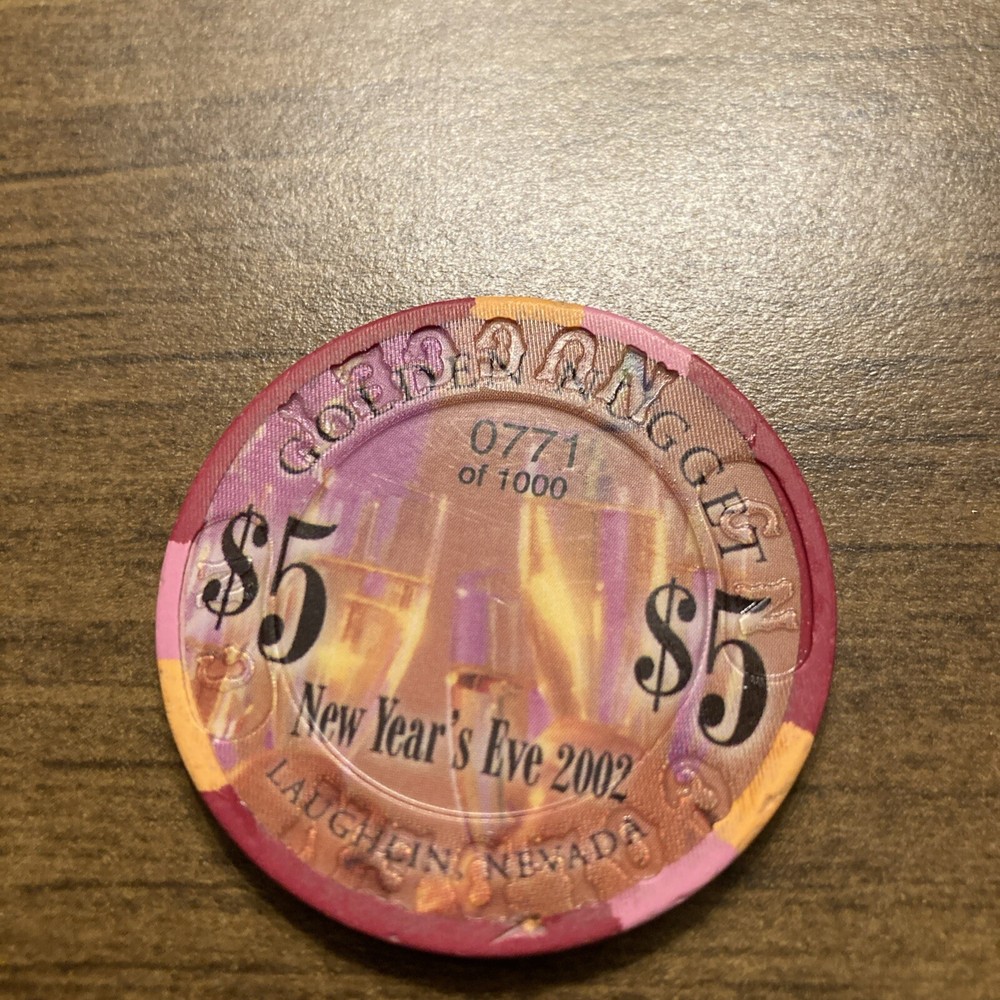 GOLDEN NUGGET
0771
of 1000
$5
$5
New Year's Eve 2002
LAUGHLIN, NEVADA